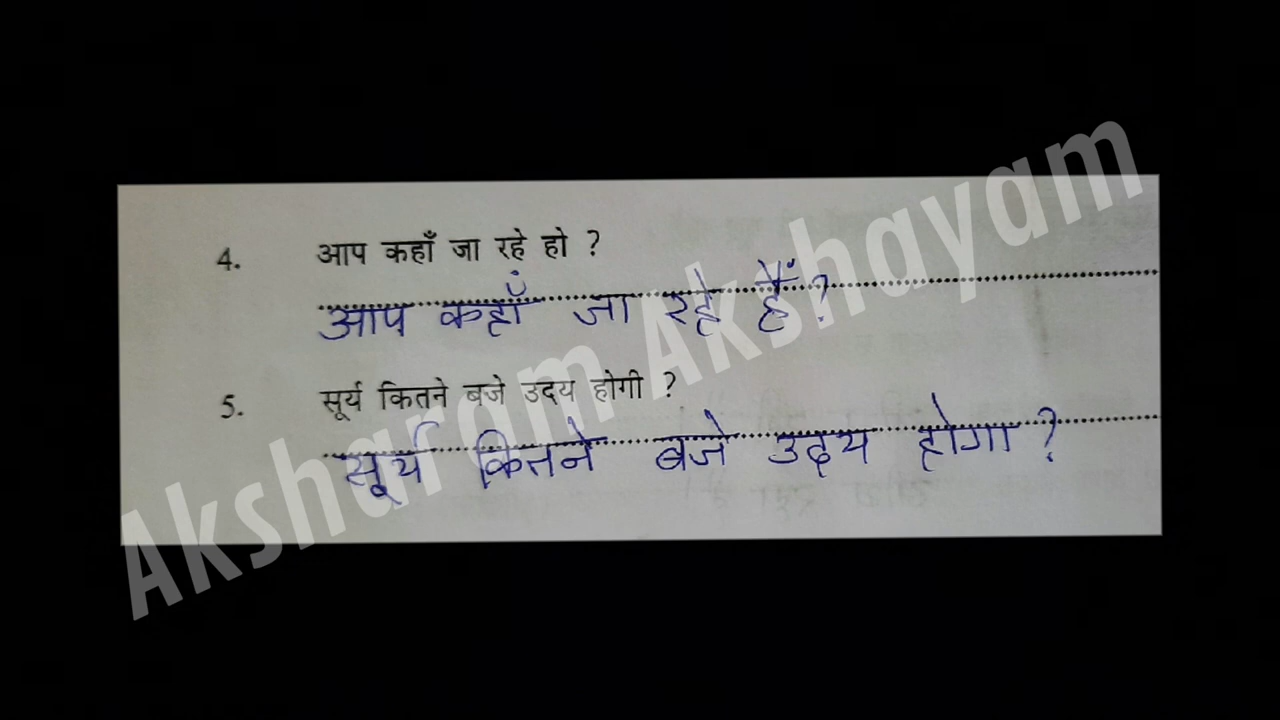 4. आप कहाँ जा रहे हो ?
आप कहाँ जा रहे हैं ?
5. सूर्य कितने बजे उदय होगी ?
सूर्य कितने बजे उदय होगा ?
Aksharam Akshayam